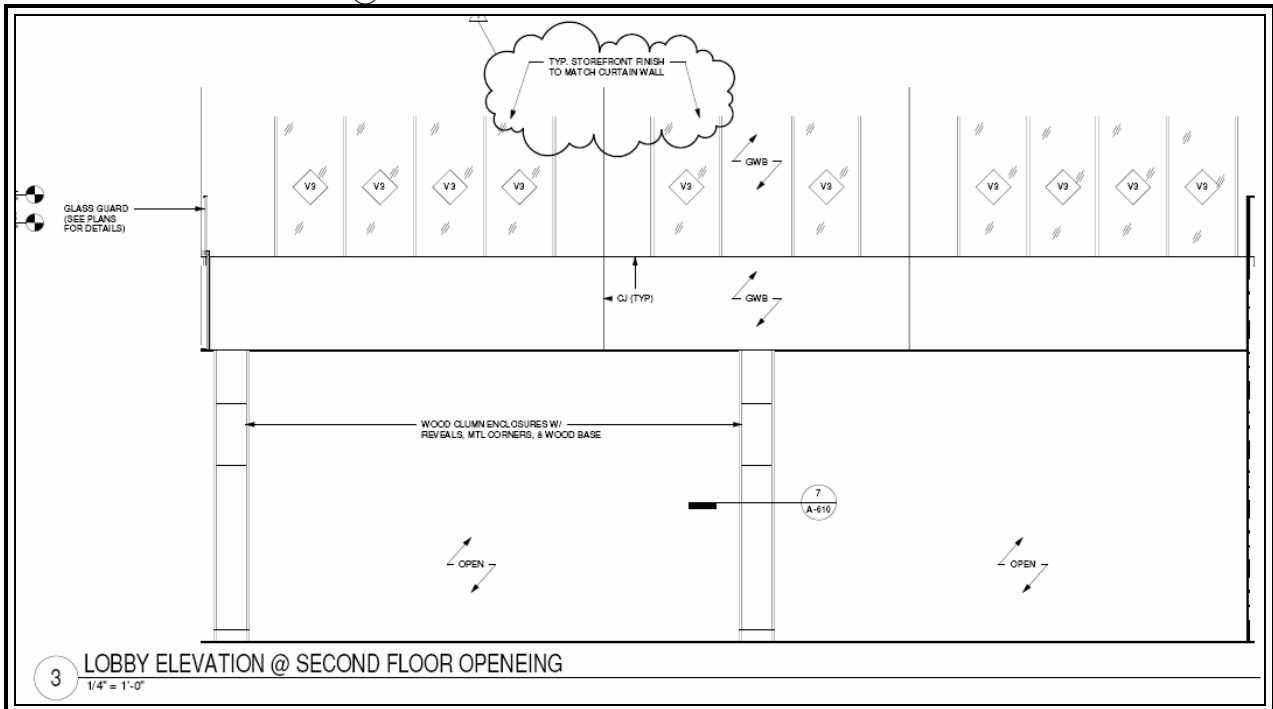 TYP. STOREFRONT FINISH
TO MATCH CURTAIN WALL
GWB
V3 V3 V3 V3 V3 V3 V3 V3 V3 V3
GLASS GUARD
(SEE PLANS
FOR DETAILS)
CJ (TYP)
GWB
WOOD CLUMN ENCLOSURES W/
REVEALS, MTL CORNERS, & WOOD BASE
7
A-610
OPEN
OPEN
3
LOBBY ELEVATION @ SECOND FLOOR OPENEING
1/4" = 1'-0"